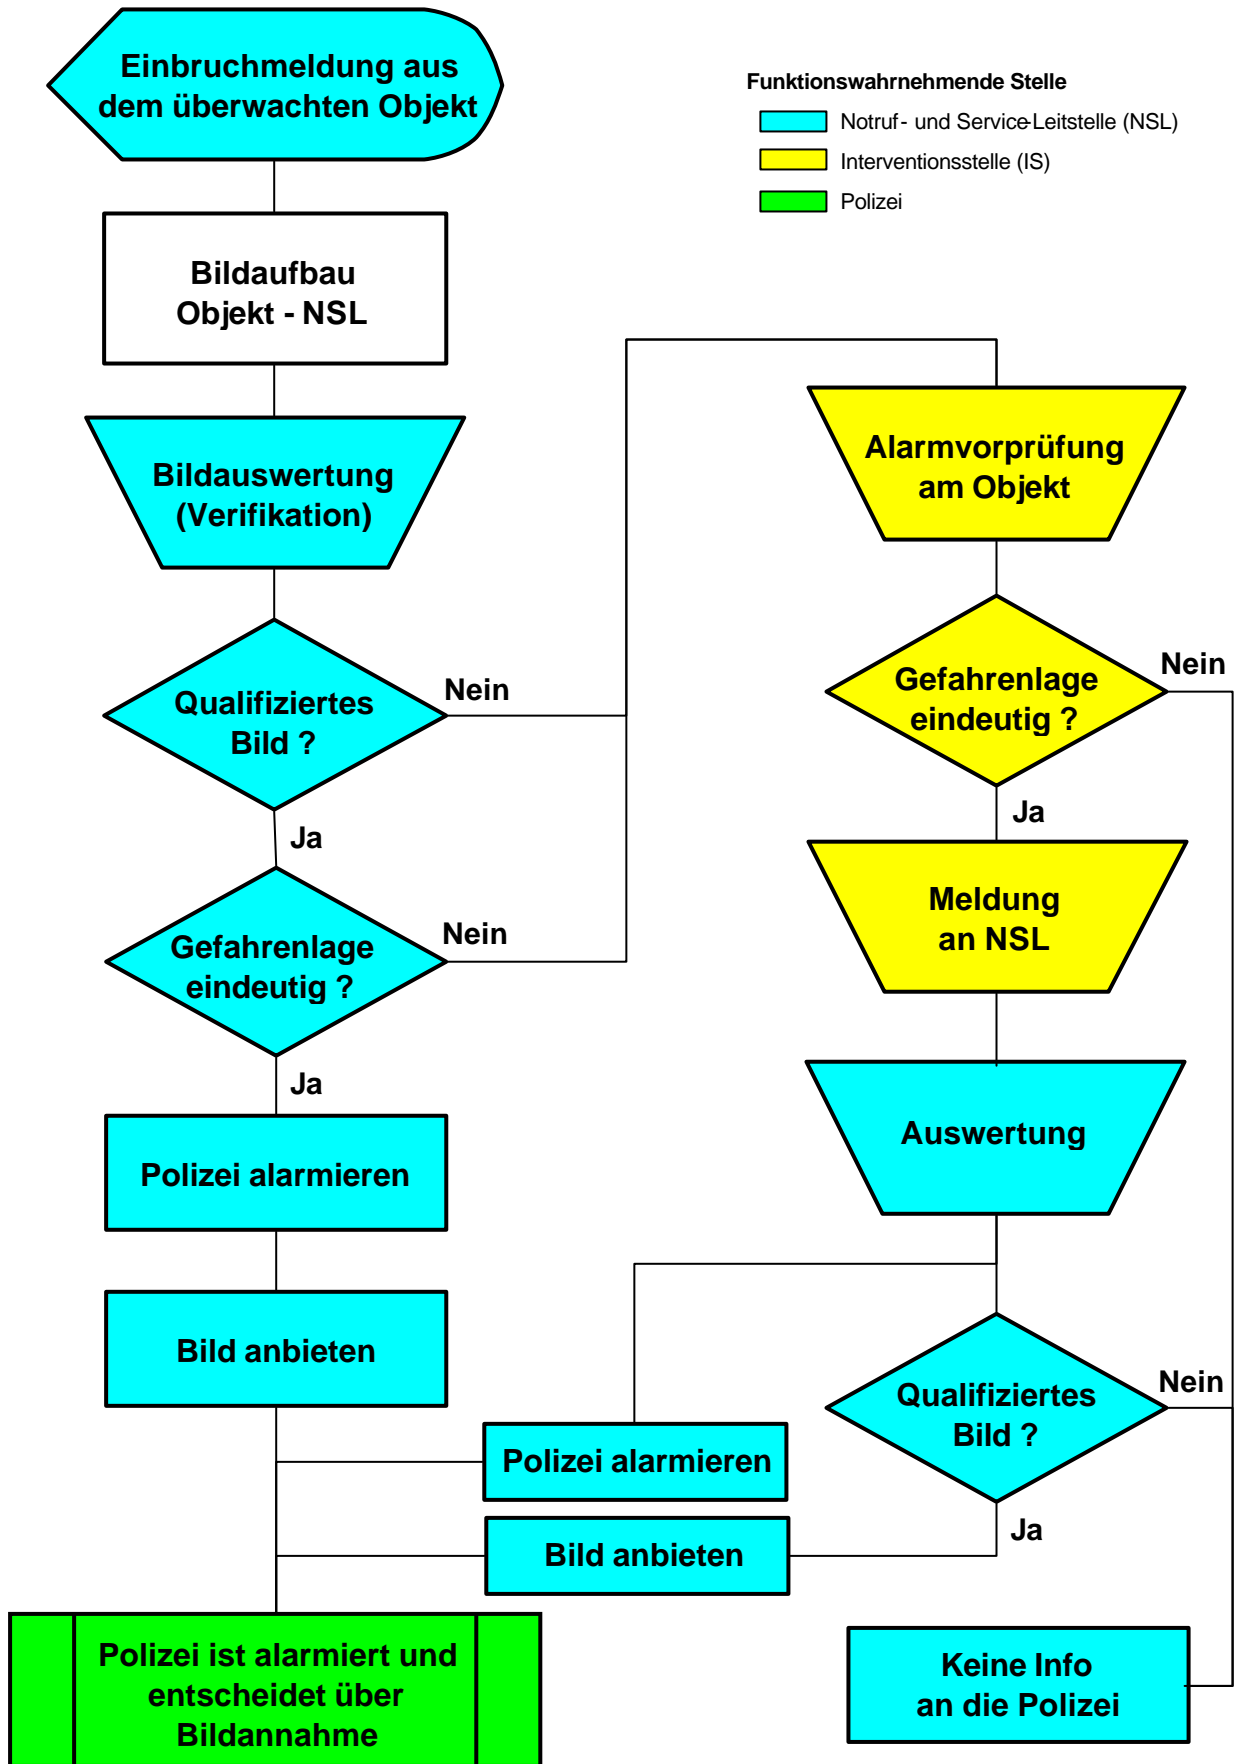 Einbruchmeldung aus
dem überwachten Objekt
Funktionswahrnehmende Stelle
Notruf- und Service-Leitstelle (NSL)
Interventionsstelle (IS)
Polizei
Bildaufbau
Objekt - NSL
Bildauswertung
(Verifikation)
Qualifiziertes
Bild ?
Nein
Ja
Gefahrenlage
eindeutig ?
Nein
Ja
Polizei alarmieren
Bild anbieten
Alarmvorprüfung
am Objekt
Gefahrenlage
eindeutig ?
Nein
Ja
Meldung
an NSL
Auswertung
Qualifiziertes
Bild ?
Nein
Ja
Polizei alarmieren
Bild anbieten
Polizei ist alarmiert und
entscheidet über
Bildannahme
Keine Info
an die Polizei